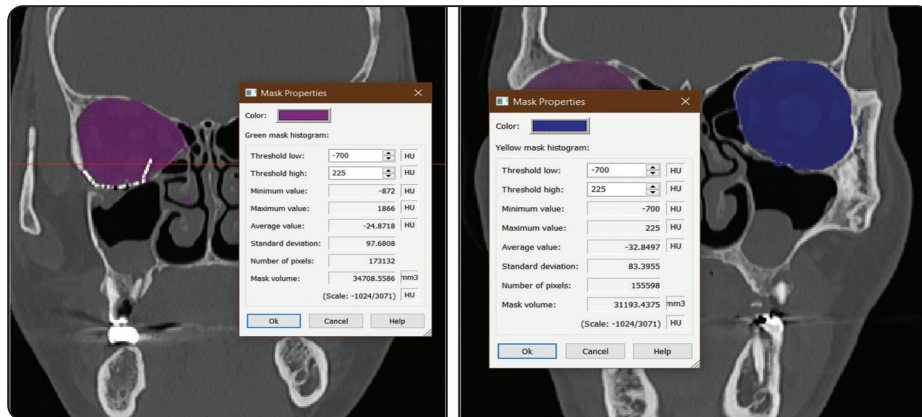 Mask Properties
Color:
Green mask histogram:
Threshold low: -700 HU
Threshold high: 225 HU
Minimum value: -872 HU
Maximum value: 1866 HU
Average value: -24.8718 HU
Standard deviation: 97.6808
Number of pixels: 173132
Mask volume: 34708.5586 mm3
(Scale: -1024/3071) HU
Ok Cancel Help
Mask Properties
Color:
Yellow mask histogram:
Threshold low: -700 HU
Threshold high: 225 HU
Minimum value: -700 HU
Maximum value: 225 HU
Average value: -32.8497 HU
Standard deviation: 83.3955
Number of pixels: 155598
Mask volume: 31193.4375 mm3
(Scale: -1024/3071) HU
Ok Cancel Help